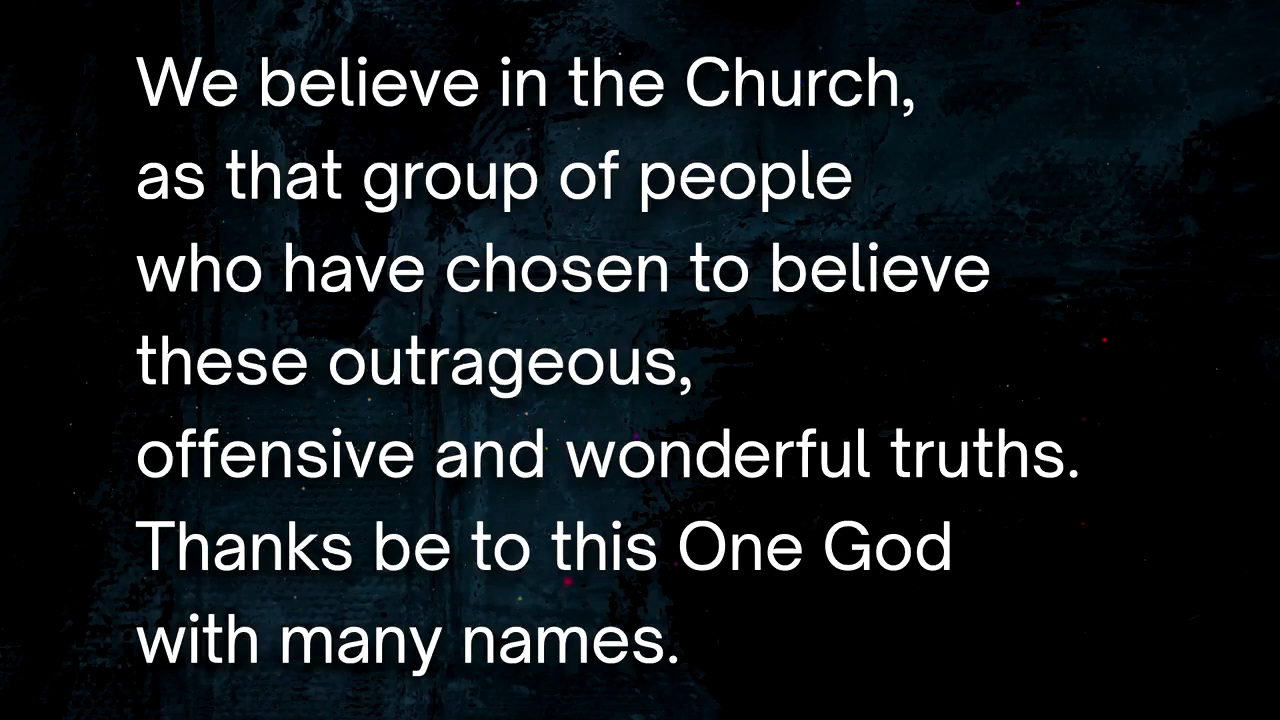 We believe in the Church,
as that group of people
who have chosen to believe
these outrageous,
offensive and wonderful truths.
Thanks be to this One God
with many names.